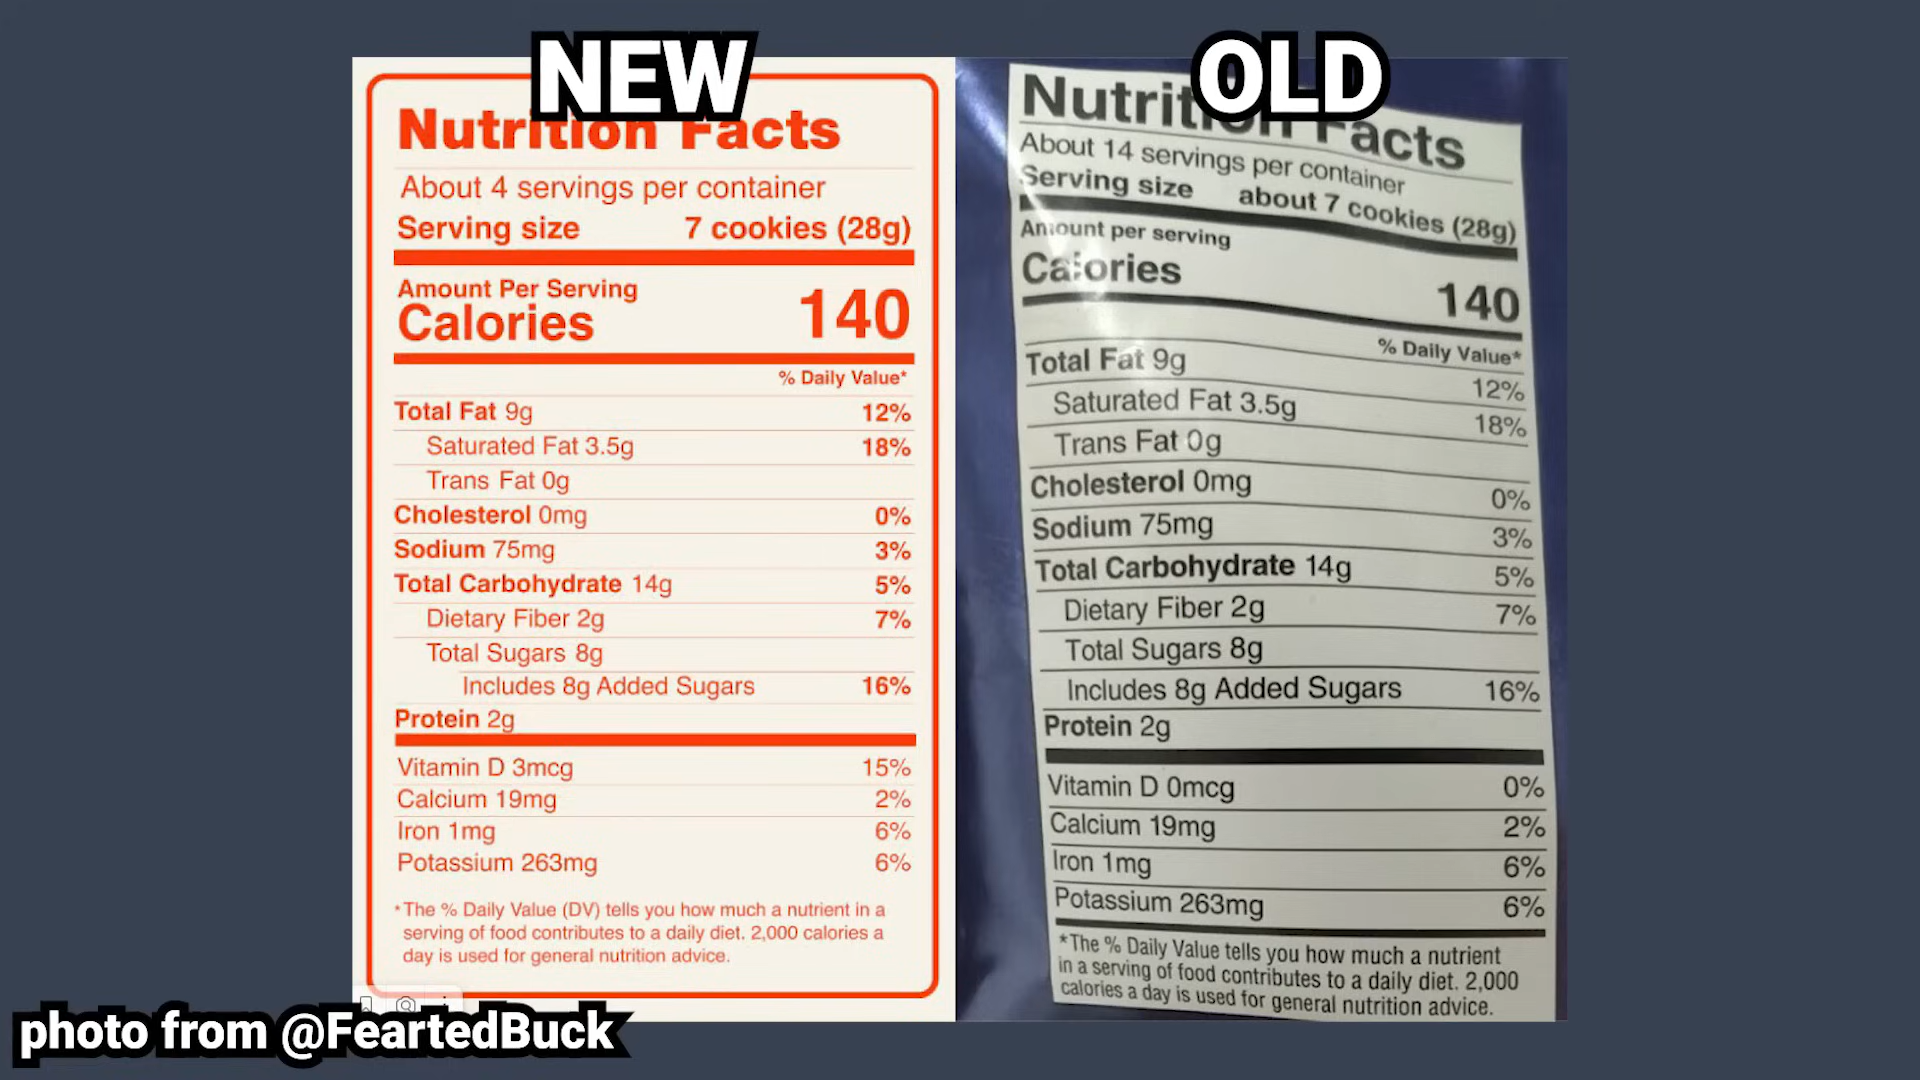 NEW
Nutrition Facts
About 4 servings per container
Serving size 7 cookies (28g)
Amount Per Serving
Calories 140
% Daily Value*
Total Fat 9g 12%
Saturated Fat 3.5g 18%
Trans Fat 0g
Cholesterol 0mg 0%
Sodium 75mg 3%
Total Carbohydrate 14g 5%
Dietary Fiber 2g 7%
Total Sugars 8g
Includes 8g Added Sugars 16%
Protein 2g
Vitamin D 3mcg 15%
Calcium 19mg 2%
Iron 1mg 6%
Potassium 263mg 6%
*The % Daily Value (DV) tells you how much a nutrient in a
serving of food contributes to a daily diet. 2,000 calories a
day is used for general nutrition advice.
OLD
Nutrition Facts
About 14 servings per container
Serving size about 7 cookies (28g)
Amount per serving
Calories 140
% Daily Value*
Total Fat 9g 12%
Saturated Fat 3.5g 18%
Trans Fat 0g
Cholesterol 0mg 0%
Sodium 75mg 3%
Total Carbohydrate 14g 5%
Dietary Fiber 2g 7%
Total Sugars 8g
Includes 8g Added Sugars 16%
Protein 2g
Vitamin D 0mcg 0%
Calcium 19mg 2%
Iron 1mg 6%
Potassium 263mg 6%
*The % Daily Value tells you how much a nutrient
in a serving of food contributes to a daily diet. 2,000
calories a day is used for general nutrition advice.
photo from @FeartedBuck